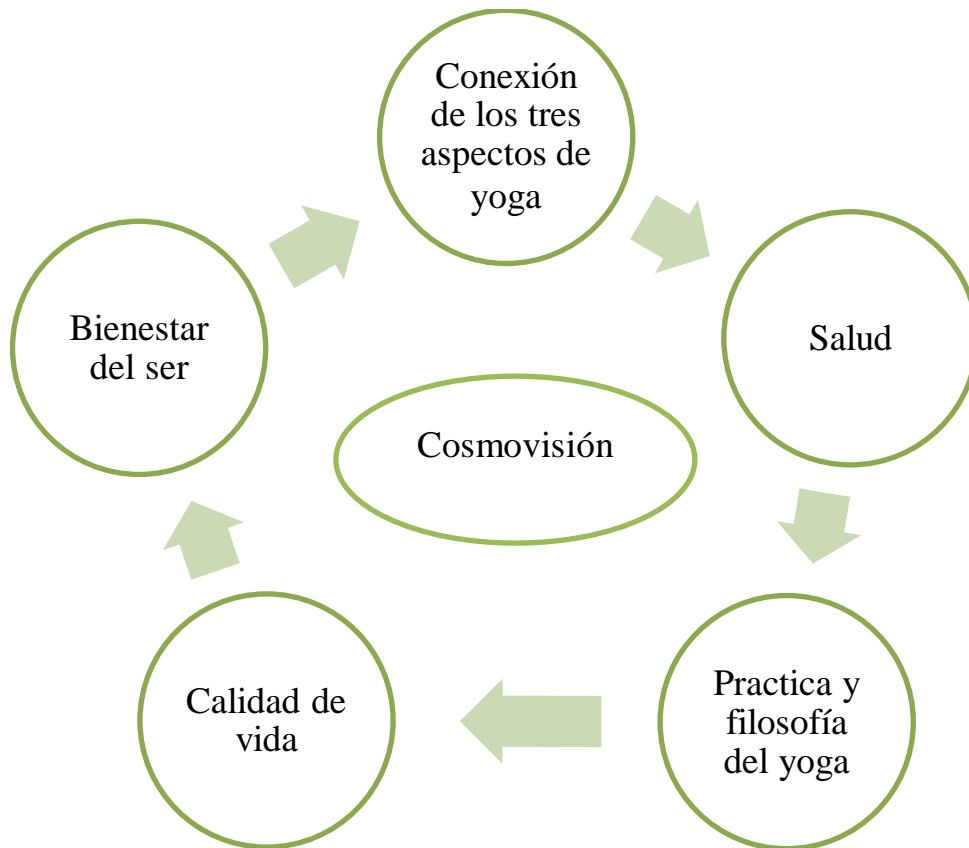 Conexión
de los tres
aspectos de
yoga
Salud
Practica y
filosofía
del yoga
Calidad de
vida
Bienestar
del ser
Cosmovisión